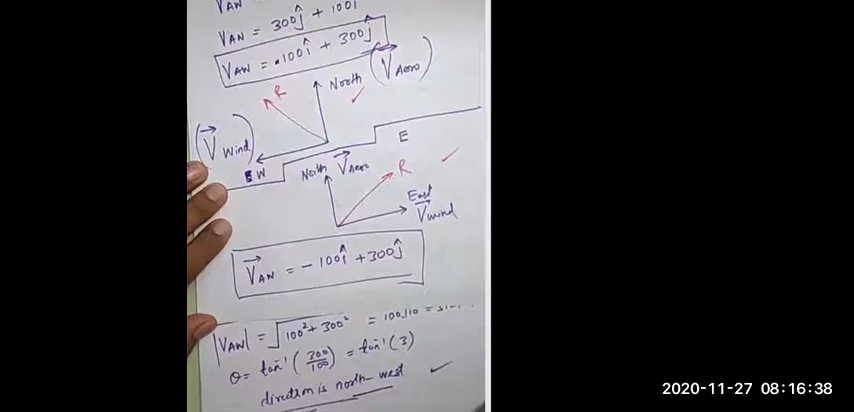 V_AN
V_AN = 300ĵ + 100î
V_AN = 100î + 300ĵ
North (V⃗ Aero)
R
(V⃗ wind)
W
E
North V⃗ Aero
R
East
V⃗ wind
V⃗_AN = - 100î + 300ĵ
|V_AN| = √100² + 300² = 100√10
θ = tan⁻¹ (300/100) = tan⁻¹ (3)
direction is north-west
2020-11-27 08:16:38